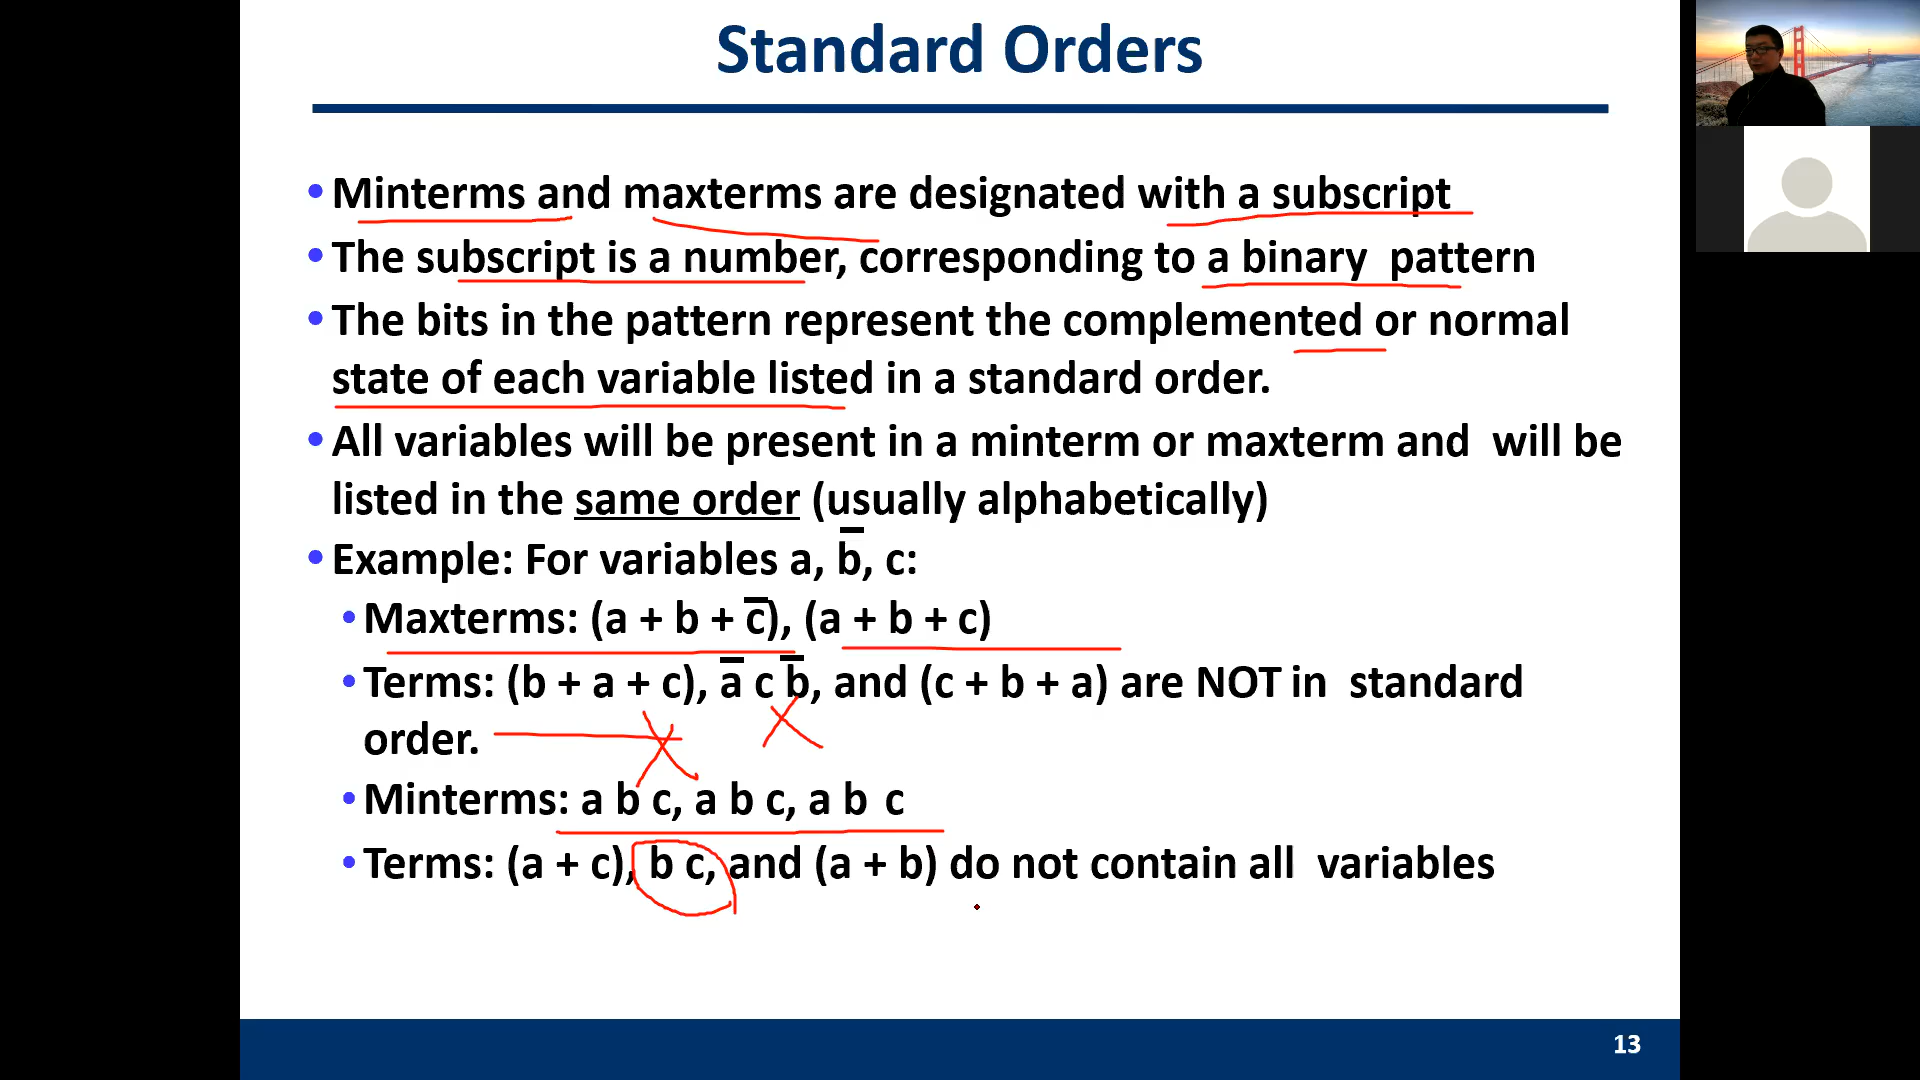 Standard Orders
• Minterms and maxterms are designated with a subscript
• The subscript is a number, corresponding to a binary pattern
• The bits in the pattern represent the complemented or normal
state of each variable listed in a standard order.
• All variables will be present in a minterm or maxterm and will be
listed in the same order (usually alphabetically)
• Example: For variables a, b̅, c:
• Maxterms: (a + b + c̅), (a + b + c)
• Terms: (b + a + c), a̅ c b̅, and (c + b + a) are NOT in standard
order.
• Minterms: a b c, a b c, a b c
• Terms: (a + c), b c, and (a + b) do not contain all variables
13